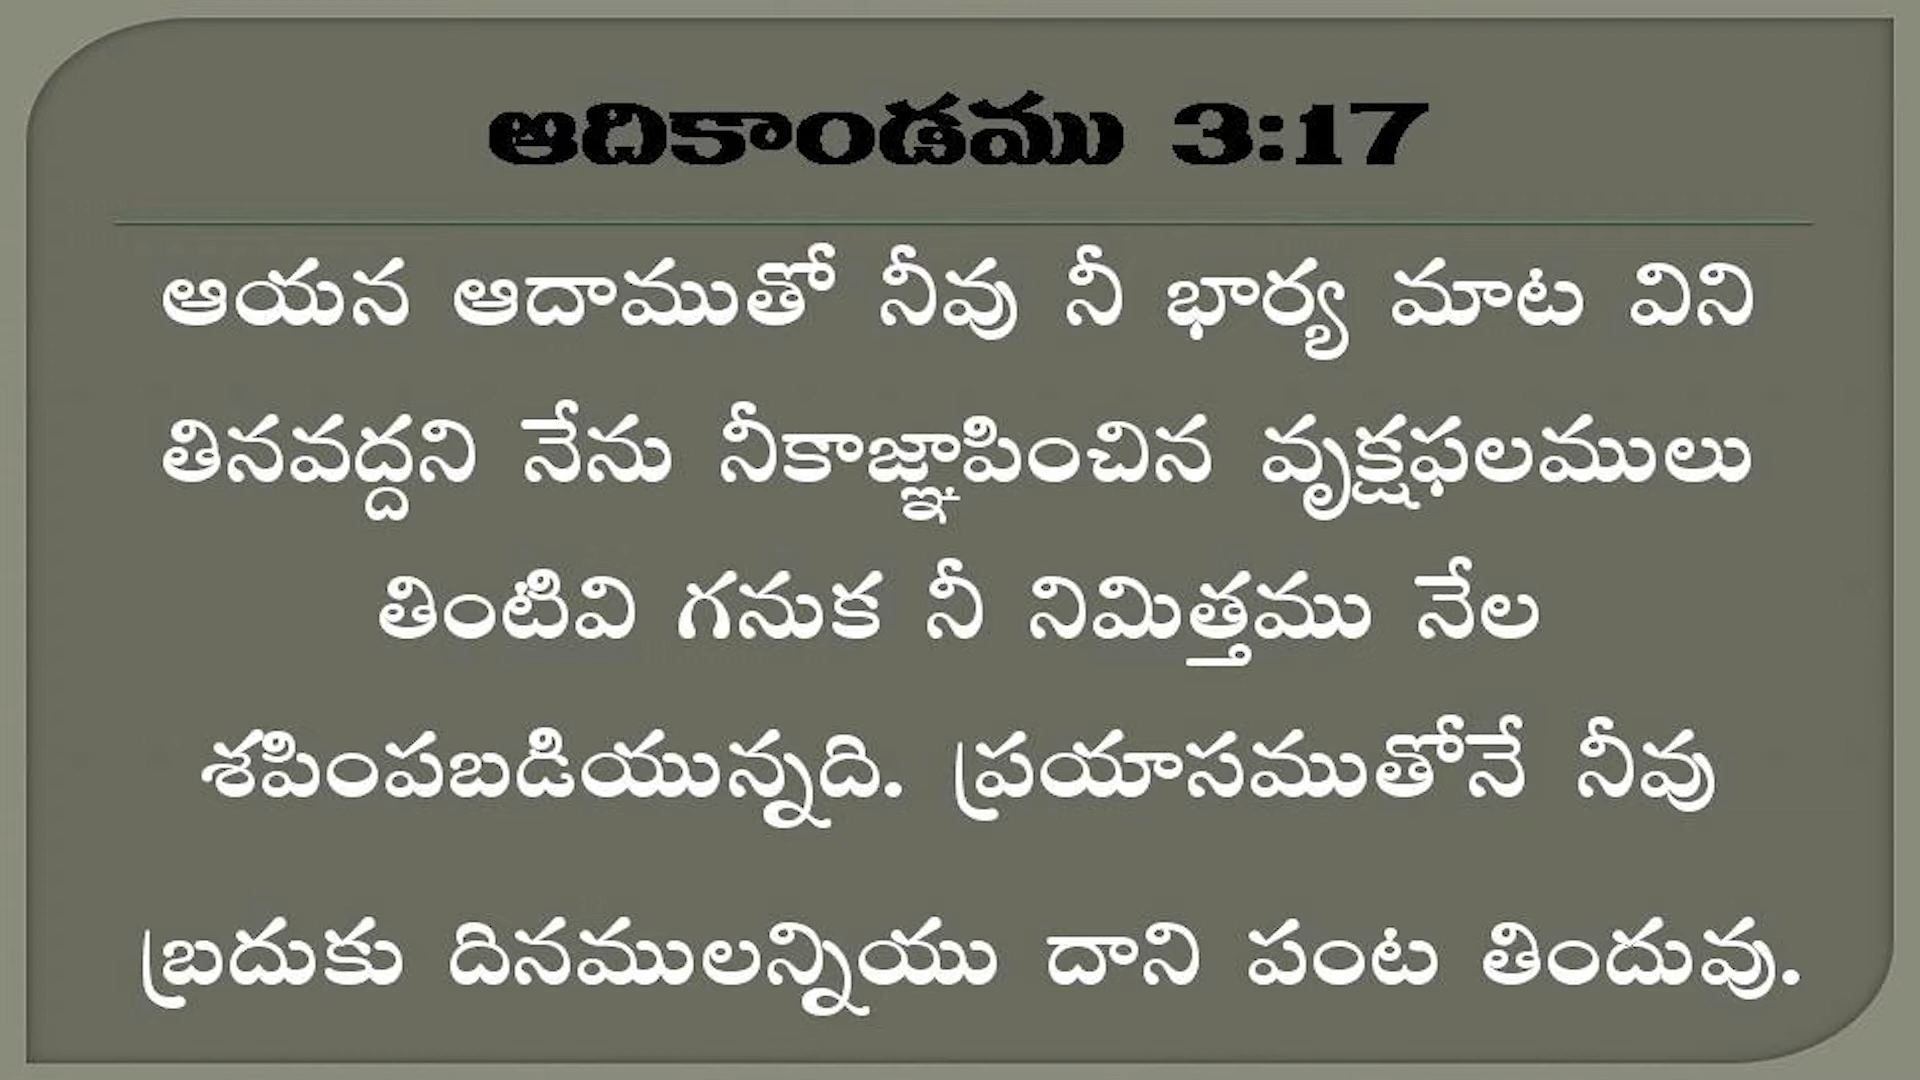 ఆదికాండము 3:17
ఆయన ఆదాముతో నీవు నీ భార్య మాట విని
తినవద్దని నేను నీకాజ్ఞాపించిన వృక్షఫలములు
తింటివి గనుక నీ నిమిత్తము నేల
శపింపబడియున్నది. ప్రయాసముతోనే నీవు
బ్రదుకు దినములన్నియు దాని పంట తిందువు.